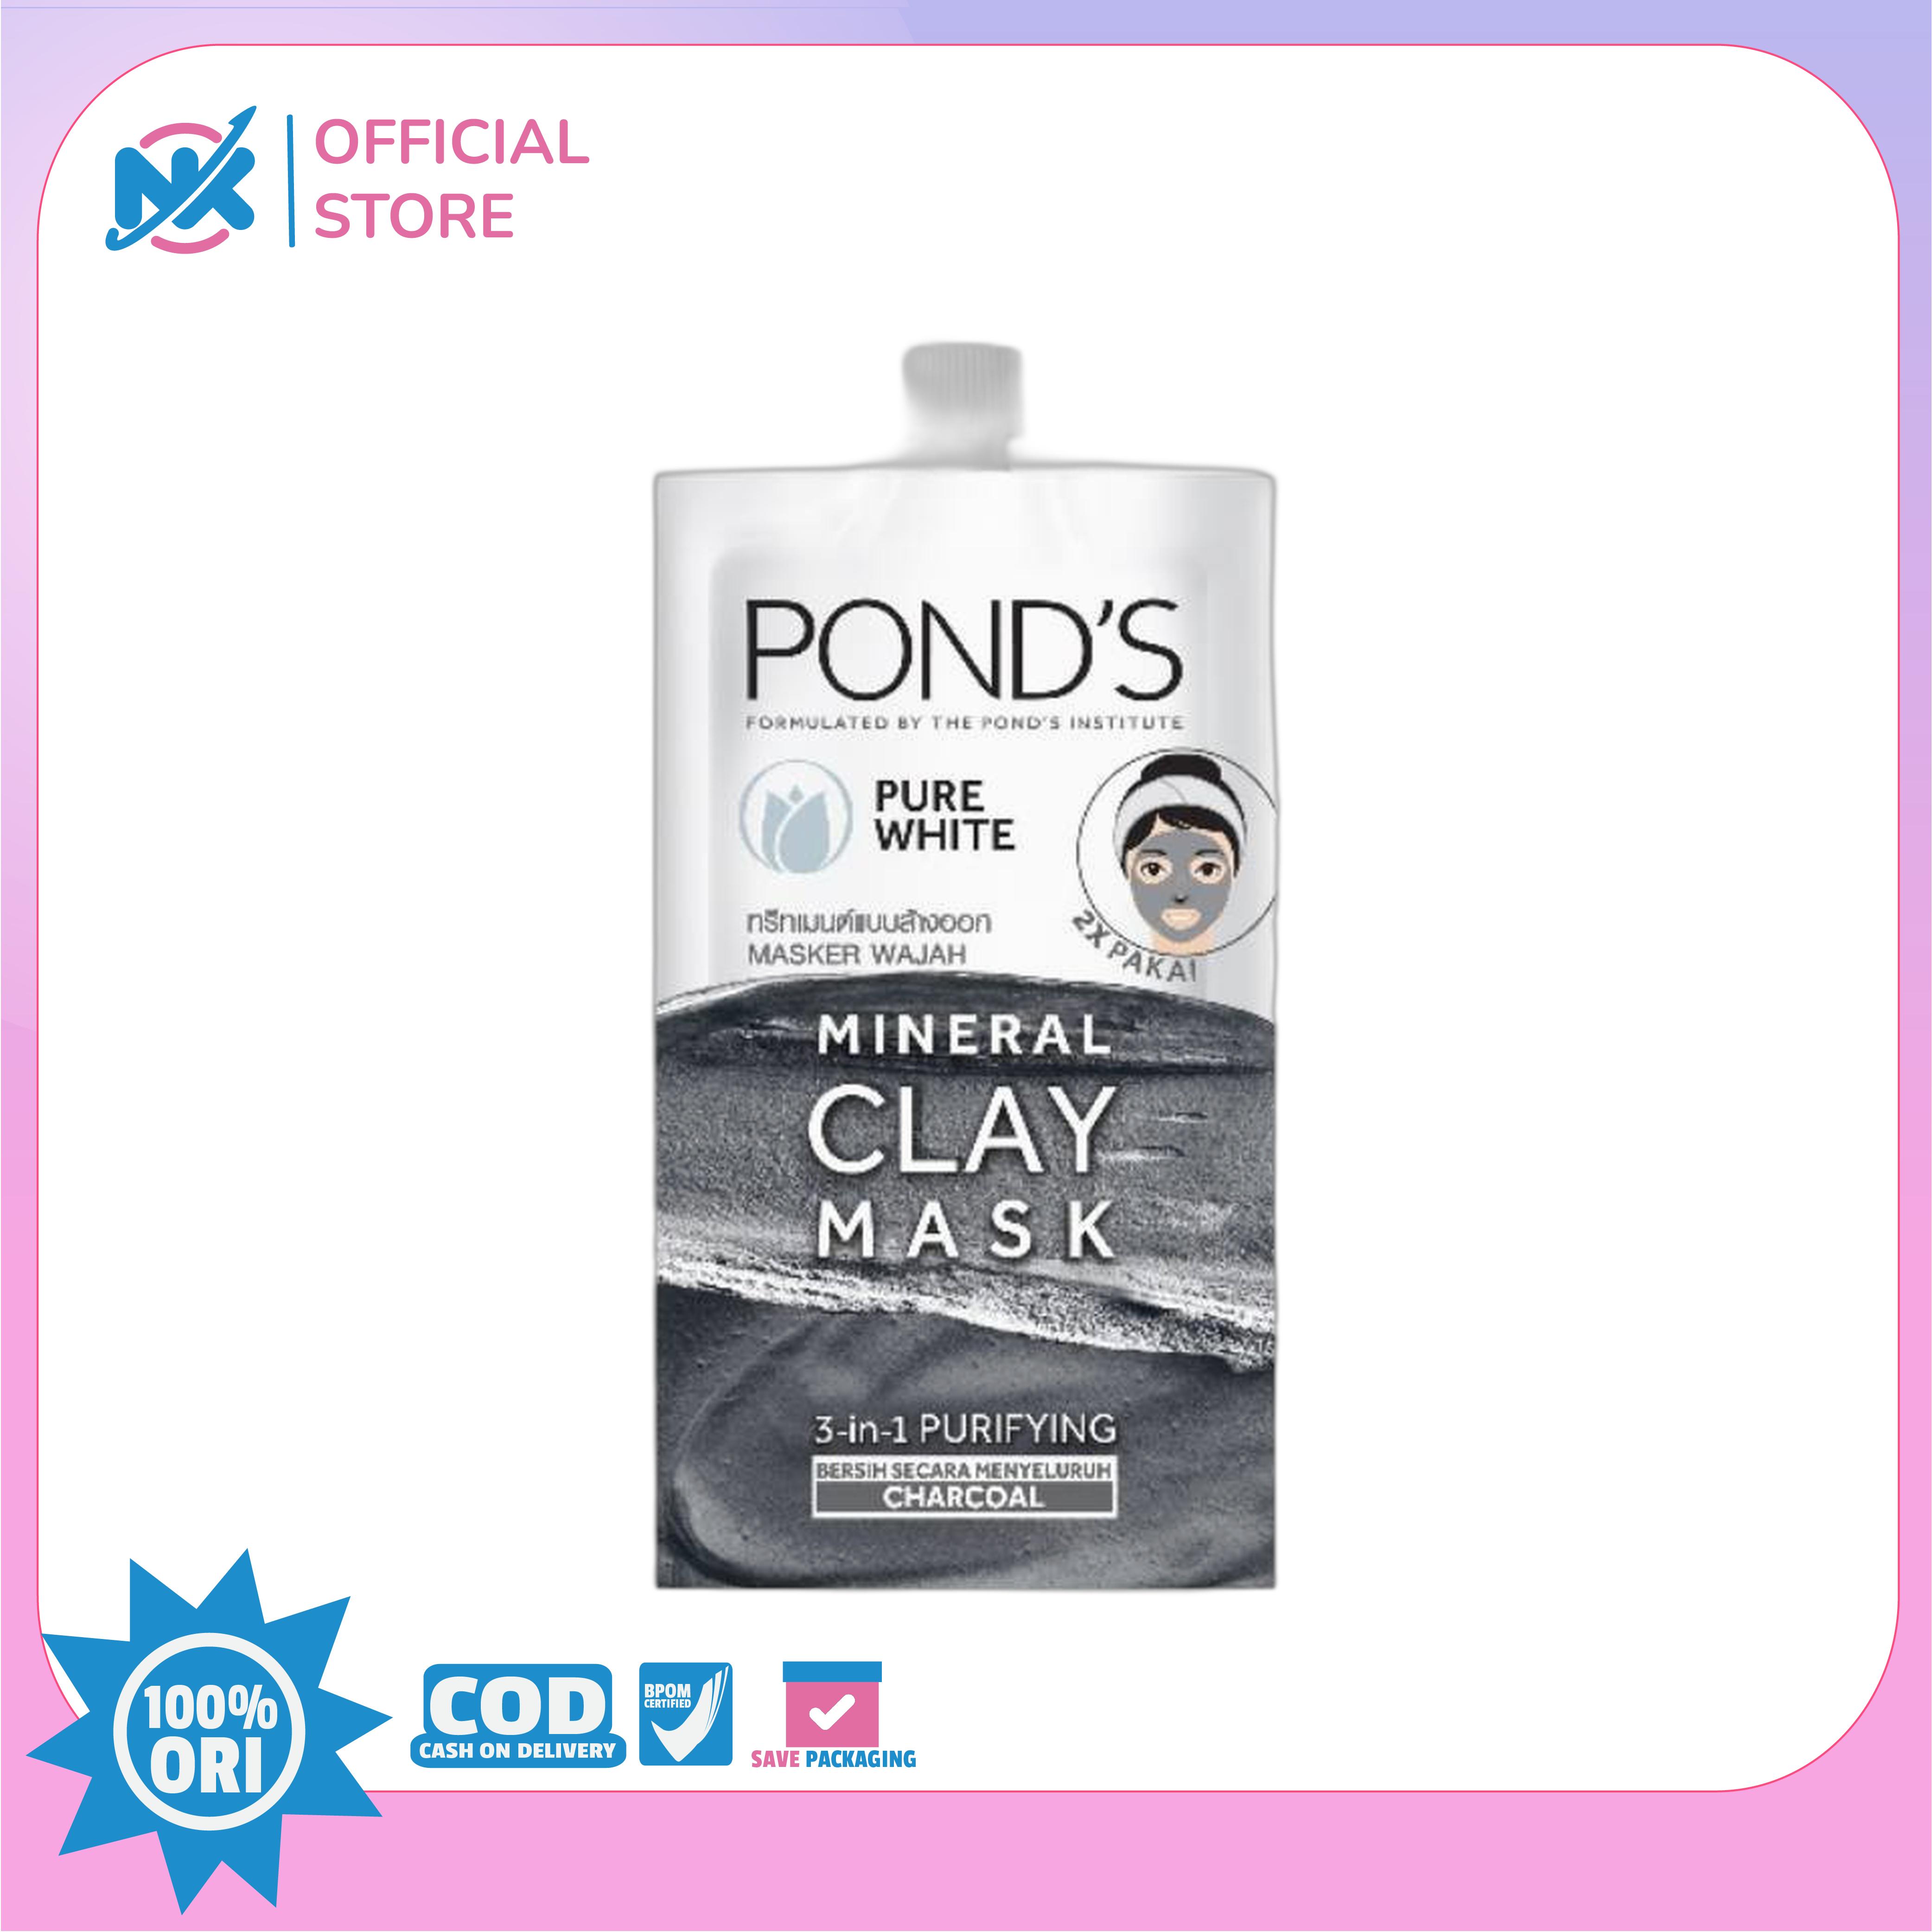 NK
OFFICIAL
STORE
POND'S
FORMULATED BY THE POND'S INSTITUTE
PURE
WHITE
ทรีทเมนต์แบบล้างออก
MASKER WAJAH
2X PAKAI
MINERAL
CLAY
MASK
3-in-1 PURIFYING
BERSIH SECARA MENYELURUH
CHARCOAL
100%
ORI
COD
CASH ON DELIVERY
BPOM
CERTIFIED
SAVE PACKAGING